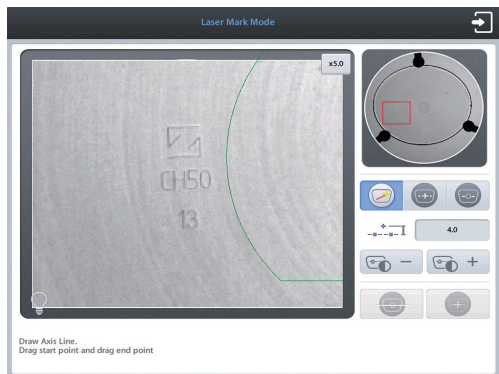 Laser Mark Mode
x5.0
CH50
13
4.0
Draw Axis Line.
Drag start point and drag end point